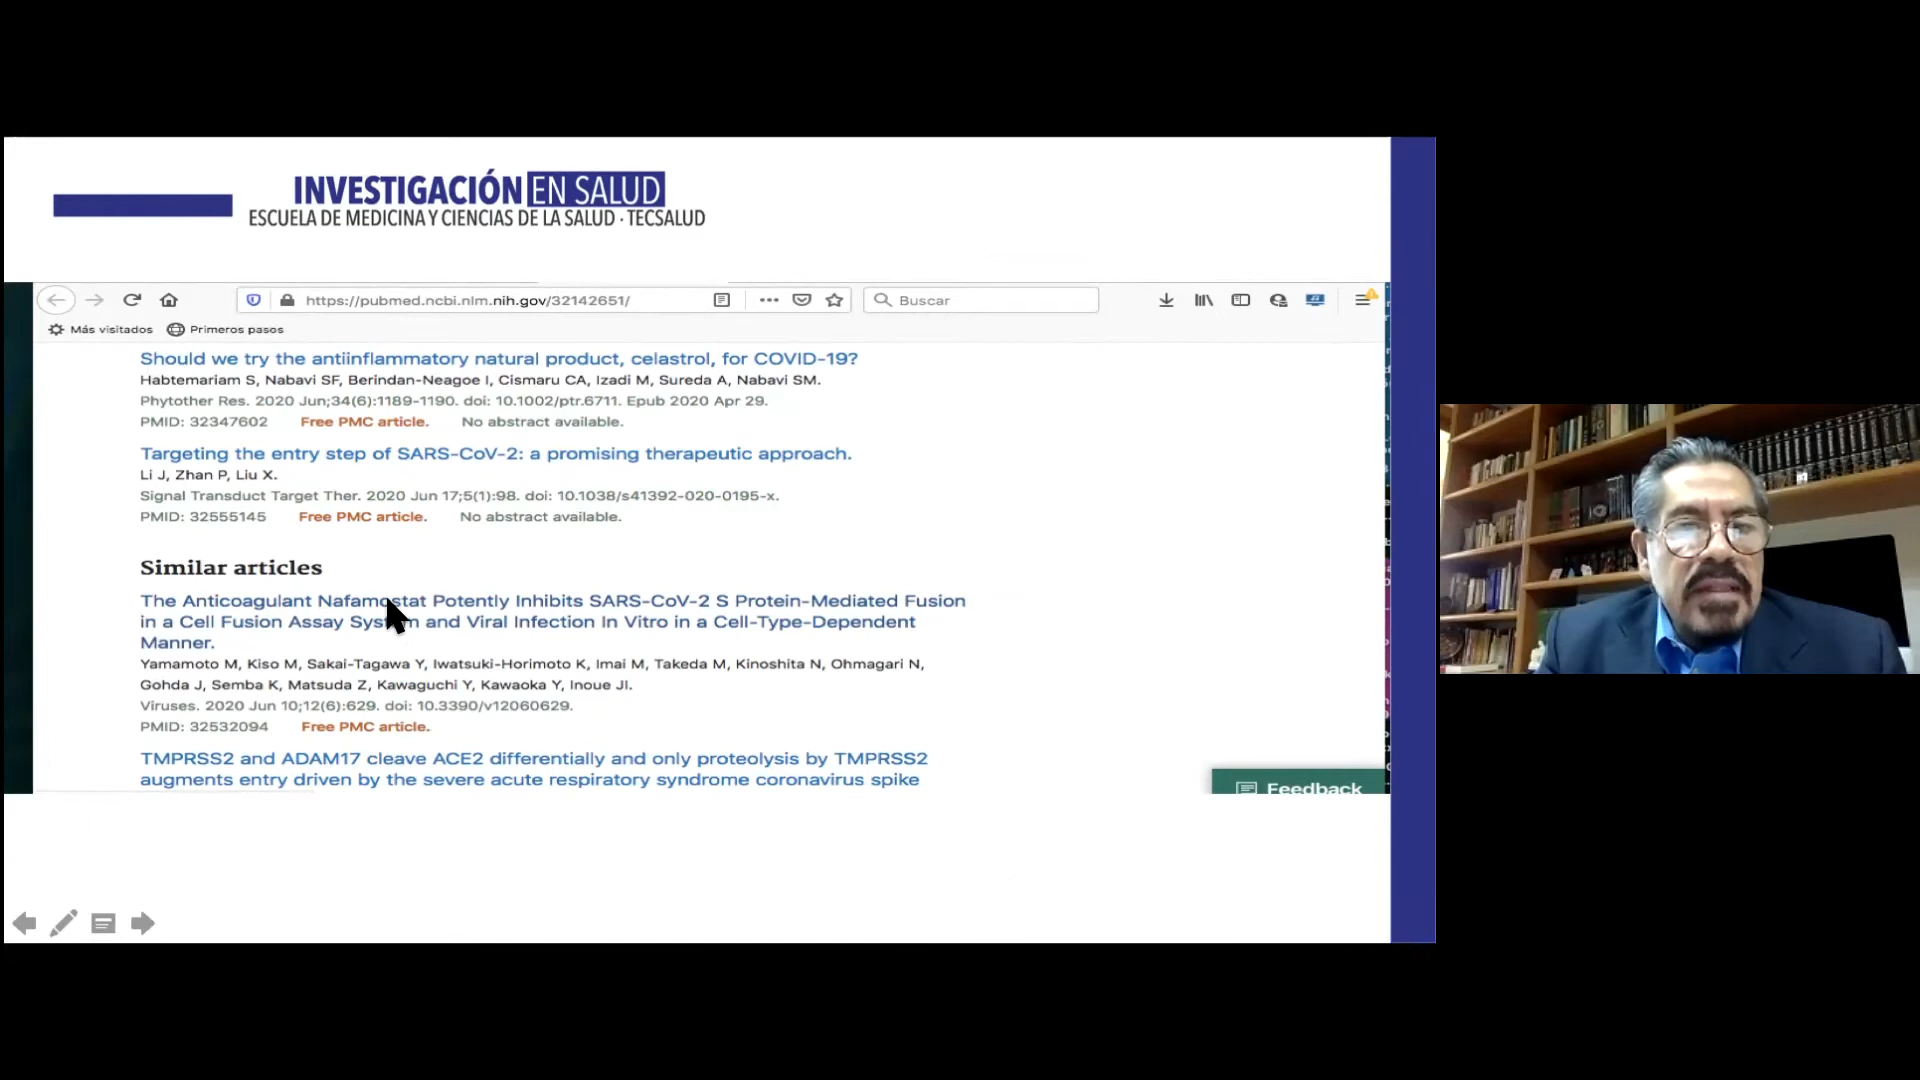 INVESTIGACIÓN EN SALUD
ESCUELA DE MEDICINA Y CIENCIAS DE LA SALUD · TECSALUD
https://pubmed.ncbi.nlm.nih.gov/32142651/
Buscar
Más visitados Primeros pasos
Should we try the antiinflammatory natural product, celastrol, for COVID-19?
Habtemariam S, Nabavi SF, Berindan-Neagoe I, Cismaru CA, Izadi M, Sureda A, Nabavi SM.
Phytother Res. 2020 Jun;34(6):1189-1190. doi: 10.1002/ptr.6711. Epub 2020 Apr 29.
PMID: 32347602 Free PMC article. No abstract available.
Targeting the entry step of SARS-CoV-2: a promising therapeutic approach.
Li J, Zhan P, Liu X.
Signal Transduct Target Ther. 2020 Jun 17;5(1):98. doi: 10.1038/s41392-020-0195-x.
PMID: 32555145 Free PMC article. No abstract available.
Similar articles
The Anticoagulant Nafamostat Potently Inhibits SARS-CoV-2 S Protein-Mediated Fusion
in a Cell Fusion Assay System and Viral Infection In Vitro in a Cell-Type-Dependent
Manner.
Yamamoto M, Kiso M, Sakai-Tagawa Y, Iwatsuki-Horimoto K, Imai M, Takeda M, Kinoshita N, Ohmagari N,
Gohda J, Semba K, Matsuda Z, Kawaguchi Y, Kawaoka Y, Inoue JI.
Viruses. 2020 Jun 10;12(6):629. doi: 10.3390/v12060629.
PMID: 32532094 Free PMC article.
TMPRSS2 and ADAM17 cleave ACE2 differentially and only proteolysis by TMPRSS2
augments entry driven by the severe acute respiratory syndrome coronavirus spike
Feedback